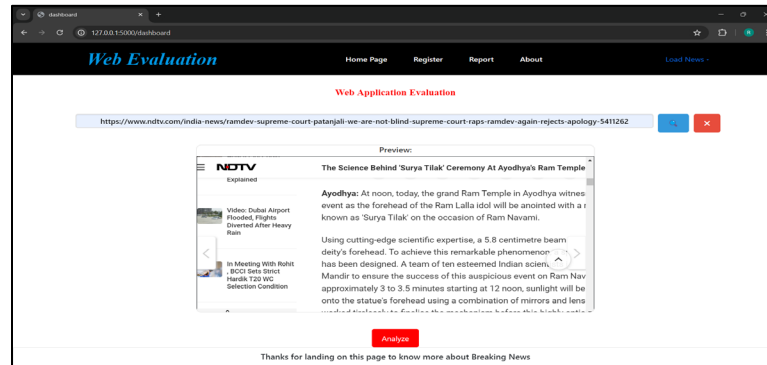 dashboard
127.0.0.1:5000/dashboard
Web Evaluation
Home Page Register Report About Load News
Web Application Evaluation
https://www.ndtv.com/india-news/ramdev-supreme-court-patanjali-we-are-not-blind-supreme-court-raps-ramdev-again-rejects-apology-5411262
Preview:
NDTV
The Science Behind 'Surya Tilak' Ceremony At Ayodhya's Ram Temple
Explained
Video: Dubai Airport
Flooded, Flights
Diverted After Heavy
Rain
In Meeting With Rohit
, BCCI Sets Strict
Hardik T20 WC
Selection Condition
Ayodhya: At noon, today, the grand Ram Temple in Ayodhya witnes
event as the forehead of the Ram Lalla idol will be anointed with a
known as 'Surya Tilak' on the occasion of Ram Navami.
Using cutting-edge scientific expertise, a 5.8 centimetre beam
deity's forehead. To achieve this remarkable phenomenon
has been designed. A team of ten esteemed Indian scien
Mandir to ensure the success of this auspicious event on Ram Nav
approximately 3 to 3.5 minutes starting at 12 noon, sunlight will be
onto the statue's forehead using a combination of mirrors and lens
Analyze
Thanks for landing on this page to know more about Breaking News